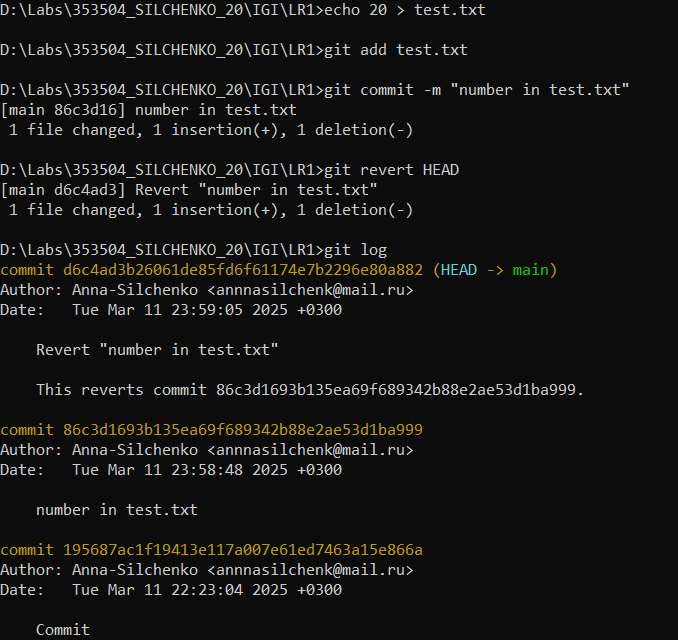 D:\Labs\353504_SILCHENKO_20\IGI\LR1>echo 20 > test.txt
D:\Labs\353504_SILCHENKO_20\IGI\LR1>git add test.txt
D:\Labs\353504_SILCHENKO_20\IGI\LR1>git commit -m "number in test.txt"
[main 86c3d16] number in test.txt
 1 file changed, 1 insertion(+), 1 deletion(-)
D:\Labs\353504_SILCHENKO_20\IGI\LR1>git revert HEAD
[main d6c4ad3] Revert "number in test.txt"
 1 file changed, 1 insertion(+), 1 deletion(-)
D:\Labs\353504_SILCHENKO_20\IGI\LR1>git log
commit d6c4ad3b26061de85fd6f61174e7b2296e80a882 (HEAD -> main)
Author: Anna-Silchenko <annnasilchenk@mail.ru>
Date:   Tue Mar 11 23:59:05 2025 +0300
    Revert "number in test.txt"
    This reverts commit 86c3d1693b135ea69f689342b88e2ae53d1ba999.
commit 86c3d1693b135ea69f689342b88e2ae53d1ba999
Author: Anna-Silchenko <annnasilchenk@mail.ru>
Date:   Tue Mar 11 23:58:48 2025 +0300
    number in test.txt
commit 195687ac1f19413e117a007e61ed7463a15e866a
Author: Anna-Silchenko <annnasilchenk@mail.ru>
Date:   Tue Mar 11 22:23:04 2025 +0300
    Commit